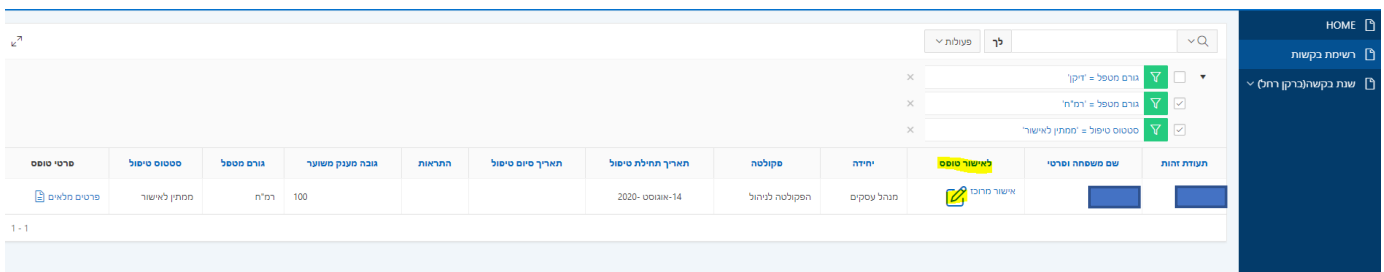 HOME
רשימת בקשות
שנת בקשה(ברקן רחל)
לך
פעולות
גורם מטפל = 'דיקן'
גורם מטפל = 'רמ"ח'
סטטוס טיפול = 'ממתין לאישור'
תעודת זהות שם משפחה ופרטי לאישור טופס יחידה פקולטה תאריך תחילת טיפול תאריך סיום טיפול התראות גובה מענק משוער גורם מטפל סטטוס טיפול פרטי טופס
אישור מרוכז מנהל עסקים הפקולטה לניהול 14-אוגוסט -2020 100 רמ"ח ממתין לאישור פרטים מלאים
1 - 1